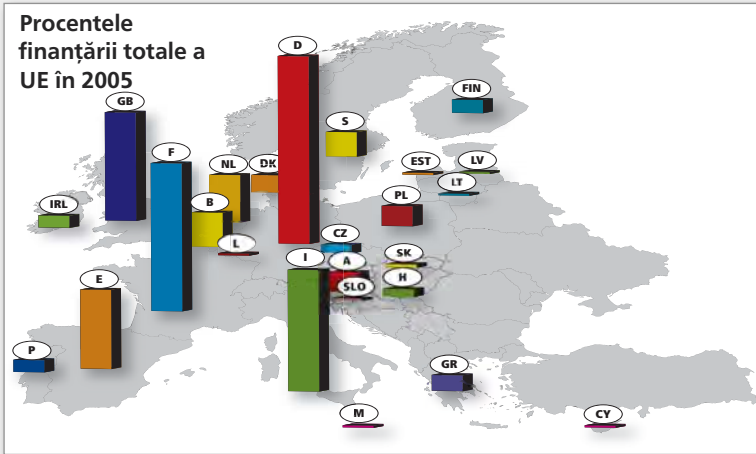 Procentele
finanțării totale a
UE în 2005
D
GB
FIN
F
S
NL
DK
EST
LV
LT
IRL
B
PL
L
CZ
SK
I
A
SLO
H
E
P
GR
M
CY